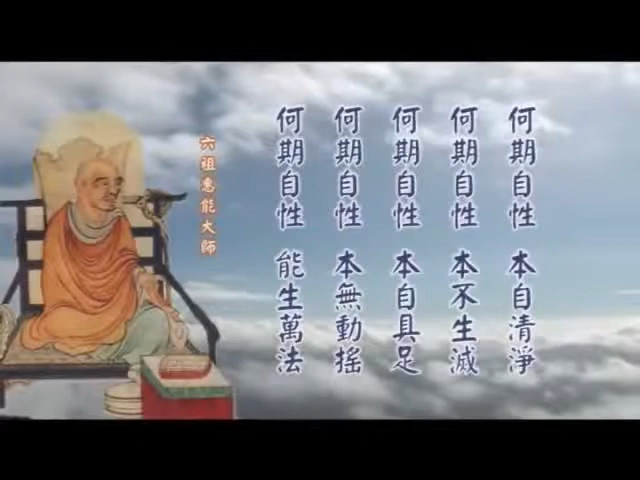 何期自性 本自清淨
何期自性 本不生滅
何期自性 本自具足
何期自性 本無動搖
何期自性 能生萬法
六祖惠能大師